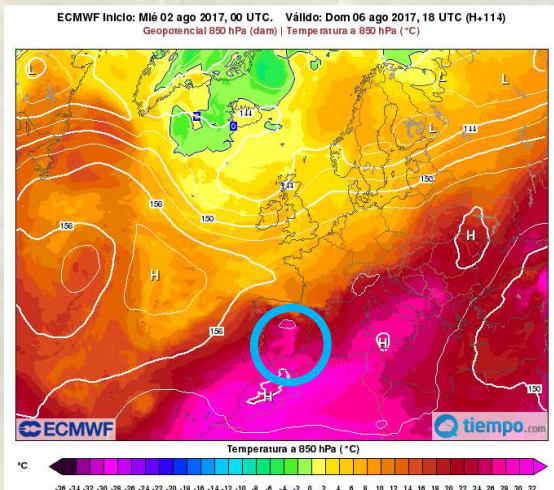 ECMWF Inicio: Mié 02 ago 2017, 00 UTC. Válido: Dom 06 ago 2017, 18 UTC (H+114)
Geopotencial 850 hPa (dam) | Temperatura a 850 hPa (°C)
L
L
L
L
144
144
144
150
150
156
156
156
150
H
H
H
H
ECMWF
tiempo.com
Temperatura a 850 hPa (°C)
°C
-36 -34 -32 -30 -28 -26 -24 -22 -20 -18 -16 -14 -12 -10 -8 -6 -4 -2 0 2 4 6 8 10 12 14 16 18 20 22 24 26 28 30 32